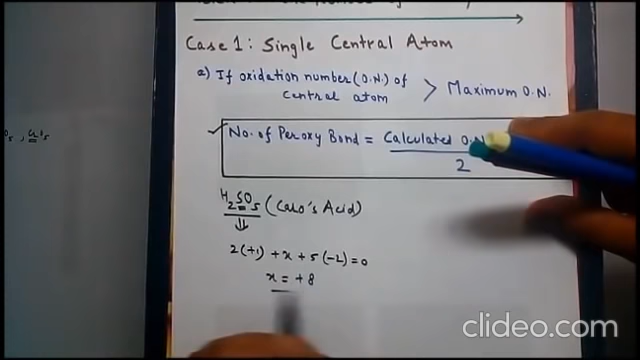 Case 1: Single Central Atom
a) If oxidation number (O.N.) of central atom > Maximum O.N.
No. of Peroxy Bond = Calculated O.N
2
H2SO5 (Caro's Acid)
⇓
2(+1) + x + 5(-2) = 0
x = +8
clideo.com